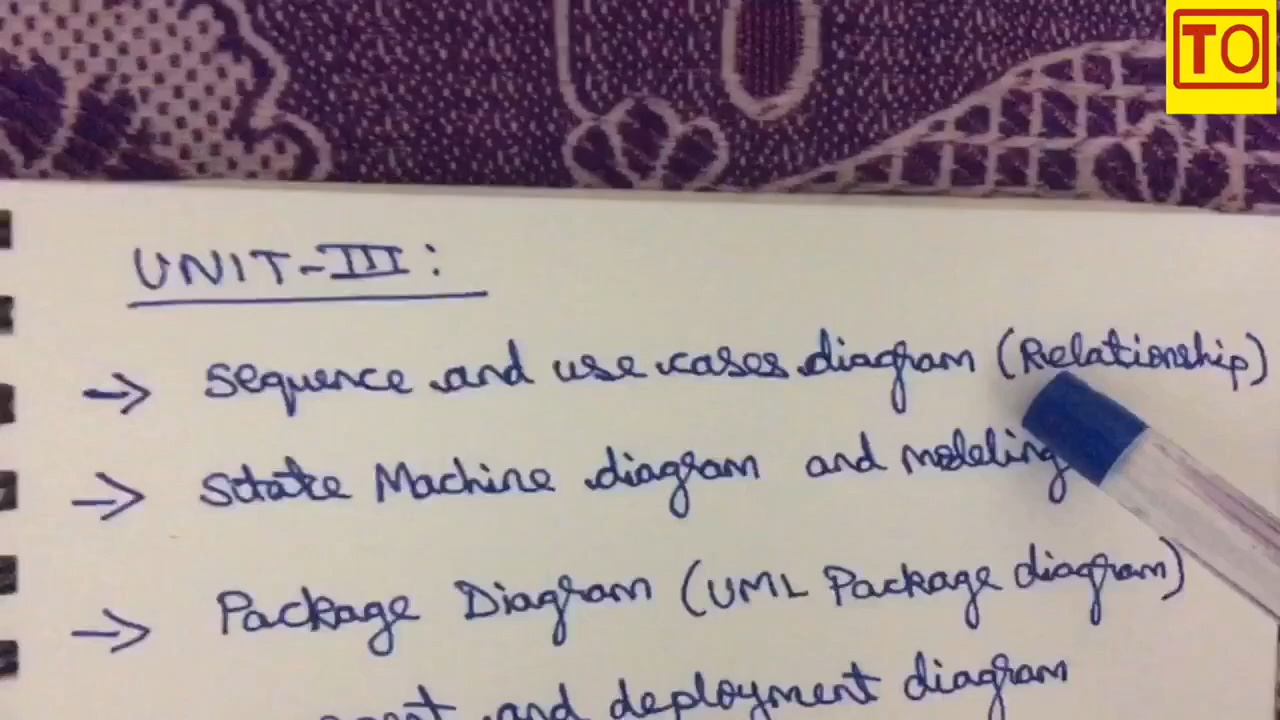 TO
UNIT-III:
→ sequence and use cases diagram (Relationship)
→ state Machine diagram and modeling
→ Package Diagram (UML Package diagram)
and deployment diagram